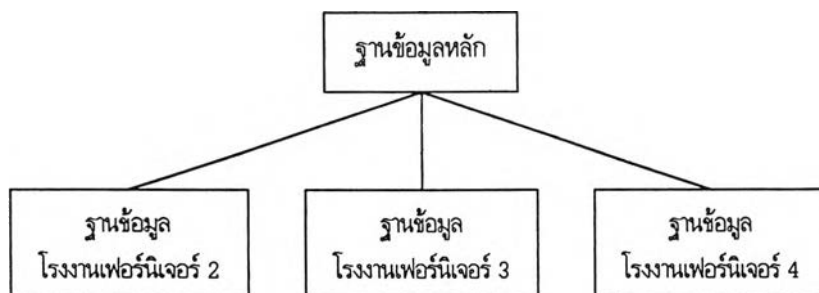 ฐานข้อมูลหลัก
ฐานข้อมูล
โรงงานเฟอร์นิเจอร์ 2
ฐานข้อมูล
โรงงานเฟอร์นิเจอร์ 3
ฐานข้อมูล
โรงงานเฟอร์นิเจอร์ 4